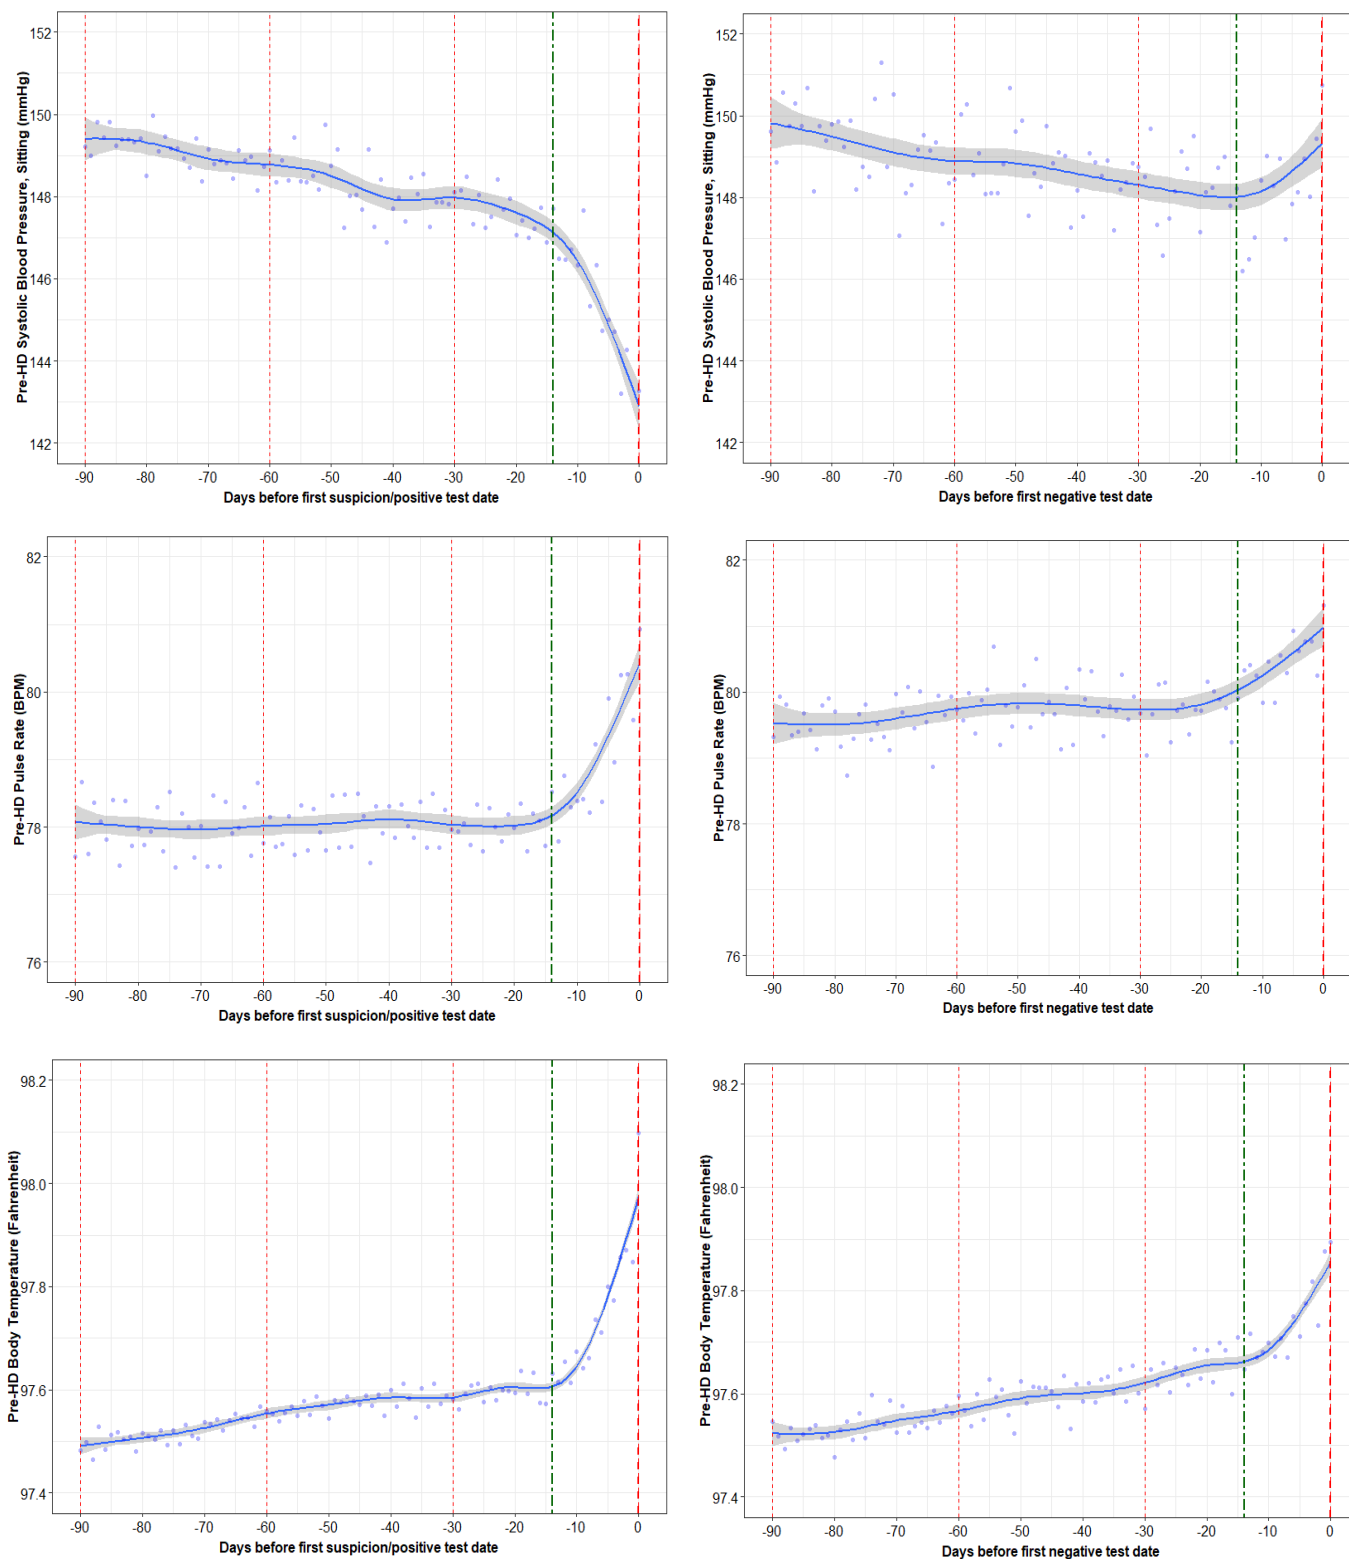 Pre-HD Systolic Blood Pressure, Sitting (mmHg)
152
150
148
146
144
142
-90 -80 -70 -60 -50 -40 -30 -20 -10 0
Days before first suspicion/positive test date
Pre-HD Systolic Blood Pressure, Sitting (mmHg)
152
150
148
146
144
142
-90 -80 -70 -60 -50 -40 -30 -20 -10 0
Days before first negative test date
Pre-HD Pulse Rate (BPM)
82
80
78
76
-90 -80 -70 -60 -50 -40 -30 -20 -10 0
Days before first suspicion/positive test date
Pre-HD Pulse Rate (BPM)
82
80
78
76
-90 -80 -70 -60 -50 -40 -30 -20 -10 0
Days before first negative test date
Pre-HD Body Temperature (Fahrenheit)
98.2
98.0
97.8
97.6
97.4
-90 -80 -70 -60 -50 -40 -30 -20 -10 0
Days before first suspicion/positive test date
Pre-HD Body Temperature (Fahrenheit)
98.2
98.0
97.8
97.6
97.4
-90 -80 -70 -60 -50 -40 -30 -20 -10 0
Days before first negative test date